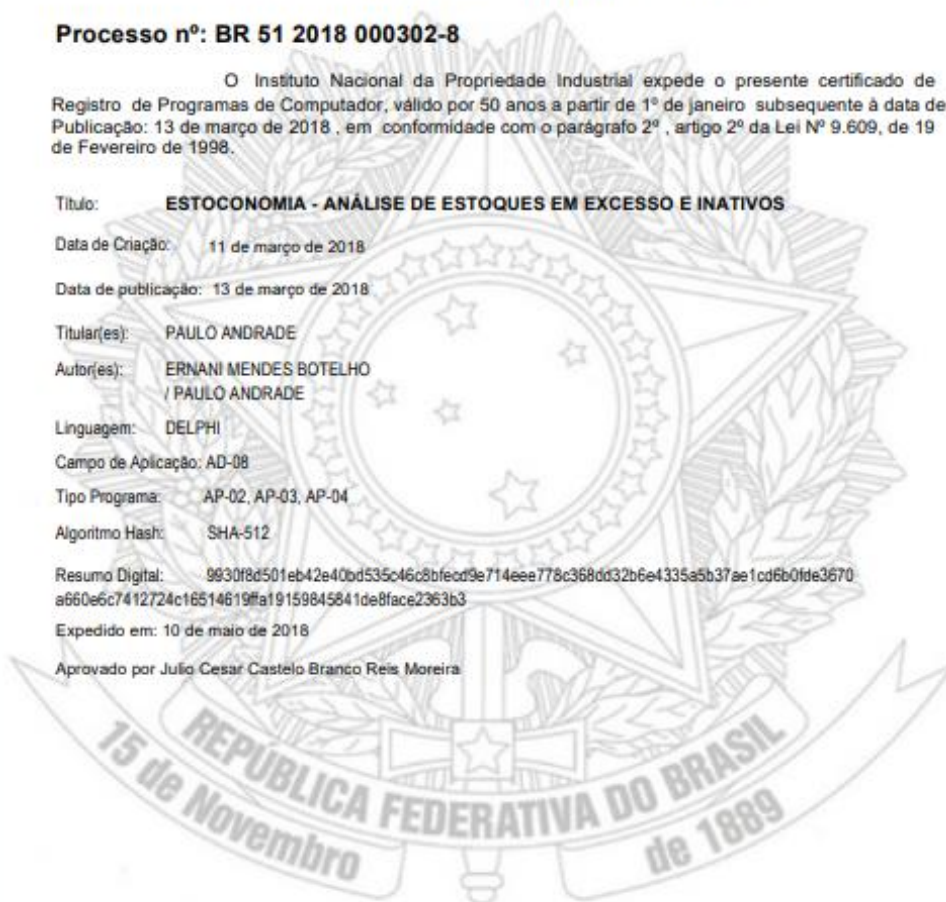 Processo nº: BR 51 2018 000302-8
O Instituto Nacional da Propriedade Industrial expede o presente certificado de
Registro de Programas de Computador, válido por 50 anos a partir de 1º de janeiro subsequente à data de
Publicação: 13 de março de 2018 , em conformidade com o parágrafo 2º , artigo 2º da Lei Nº 9.609, de 19
de Fevereiro de 1998.
Título: ESTOCONOMIA - ANÁLISE DE ESTOQUES EM EXCESSO E INATIVOS
Data de Criação: 11 de março de 2018
Data de publicação: 13 de março de 2018
Titular(es): PAULO ANDRADE
Autor(es): ERNANI MENDES BOTELHO
/ PAULO ANDRADE
Linguagem: DELPHI
Campo de Aplicação: AD-08
Tipo Programa: AP-02, AP-03, AP-04
Algoritmo Hash: SHA-512
Resumo Digital: 9930f8d501eb42e40bd535c46c8bfecd9e714eee778c368dd32b6e4335a5b37ae1cd6b0fde3670
a660e6c7412724c16514619ffa19159845841de8face2363b3
Expedido em: 10 de maio de 2018
Aprovado por Julio Cesar Castelo Branco Reis Moreira
REPÚBLICA FEDERATIVA DO BRASIL
15 de Novembro de 1889